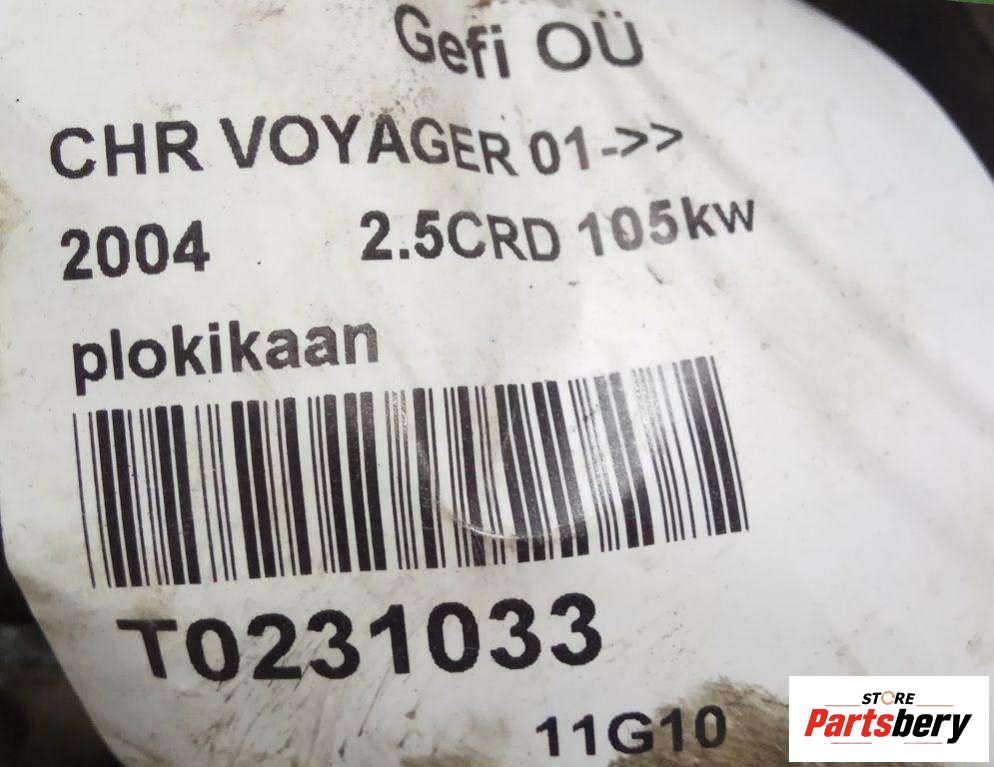 Gefi OÜ
CHR VOYAGER 01->>
2004 2.5CRD 105kw
plokikaan
T0231033
11G10
STORE
Partsbery